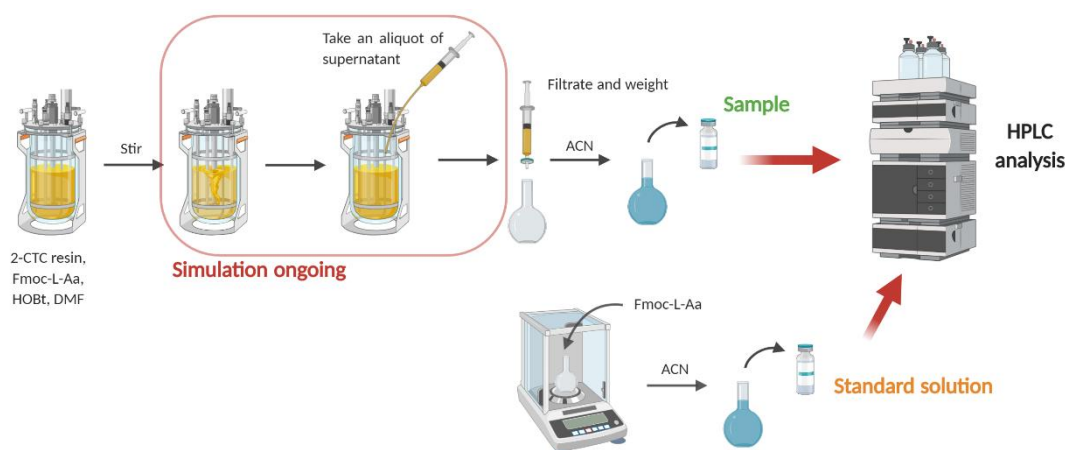 Take an aliquot of
supernatant
Stir
Filtrate and weight
ACN
Sample
HPLC
analysis
2-CTC resin,
Fmoc-L-Aa,
HOBt, DMF
Simulation ongoing
Fmoc-L-Aa
ACN
Standard solution